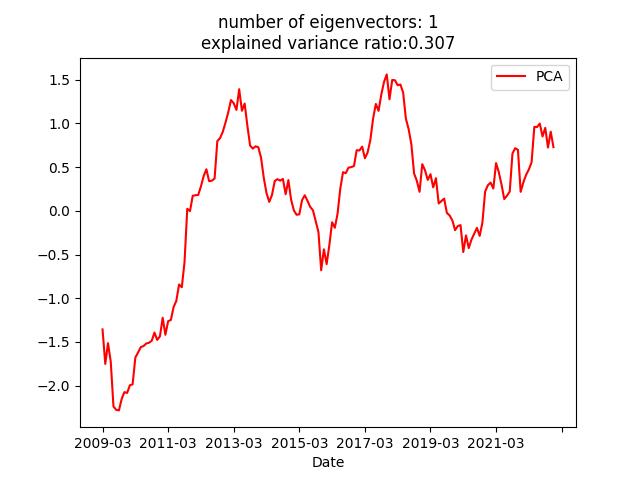 number of eigenvectors: 1
explained variance ratio:0.307
PCA
1.5
1.0
0.5
0.0
−0.5
−1.0
−1.5
−2.0
2009-03 2011-03 2013-03 2015-03 2017-03 2019-03 2021-03
Date